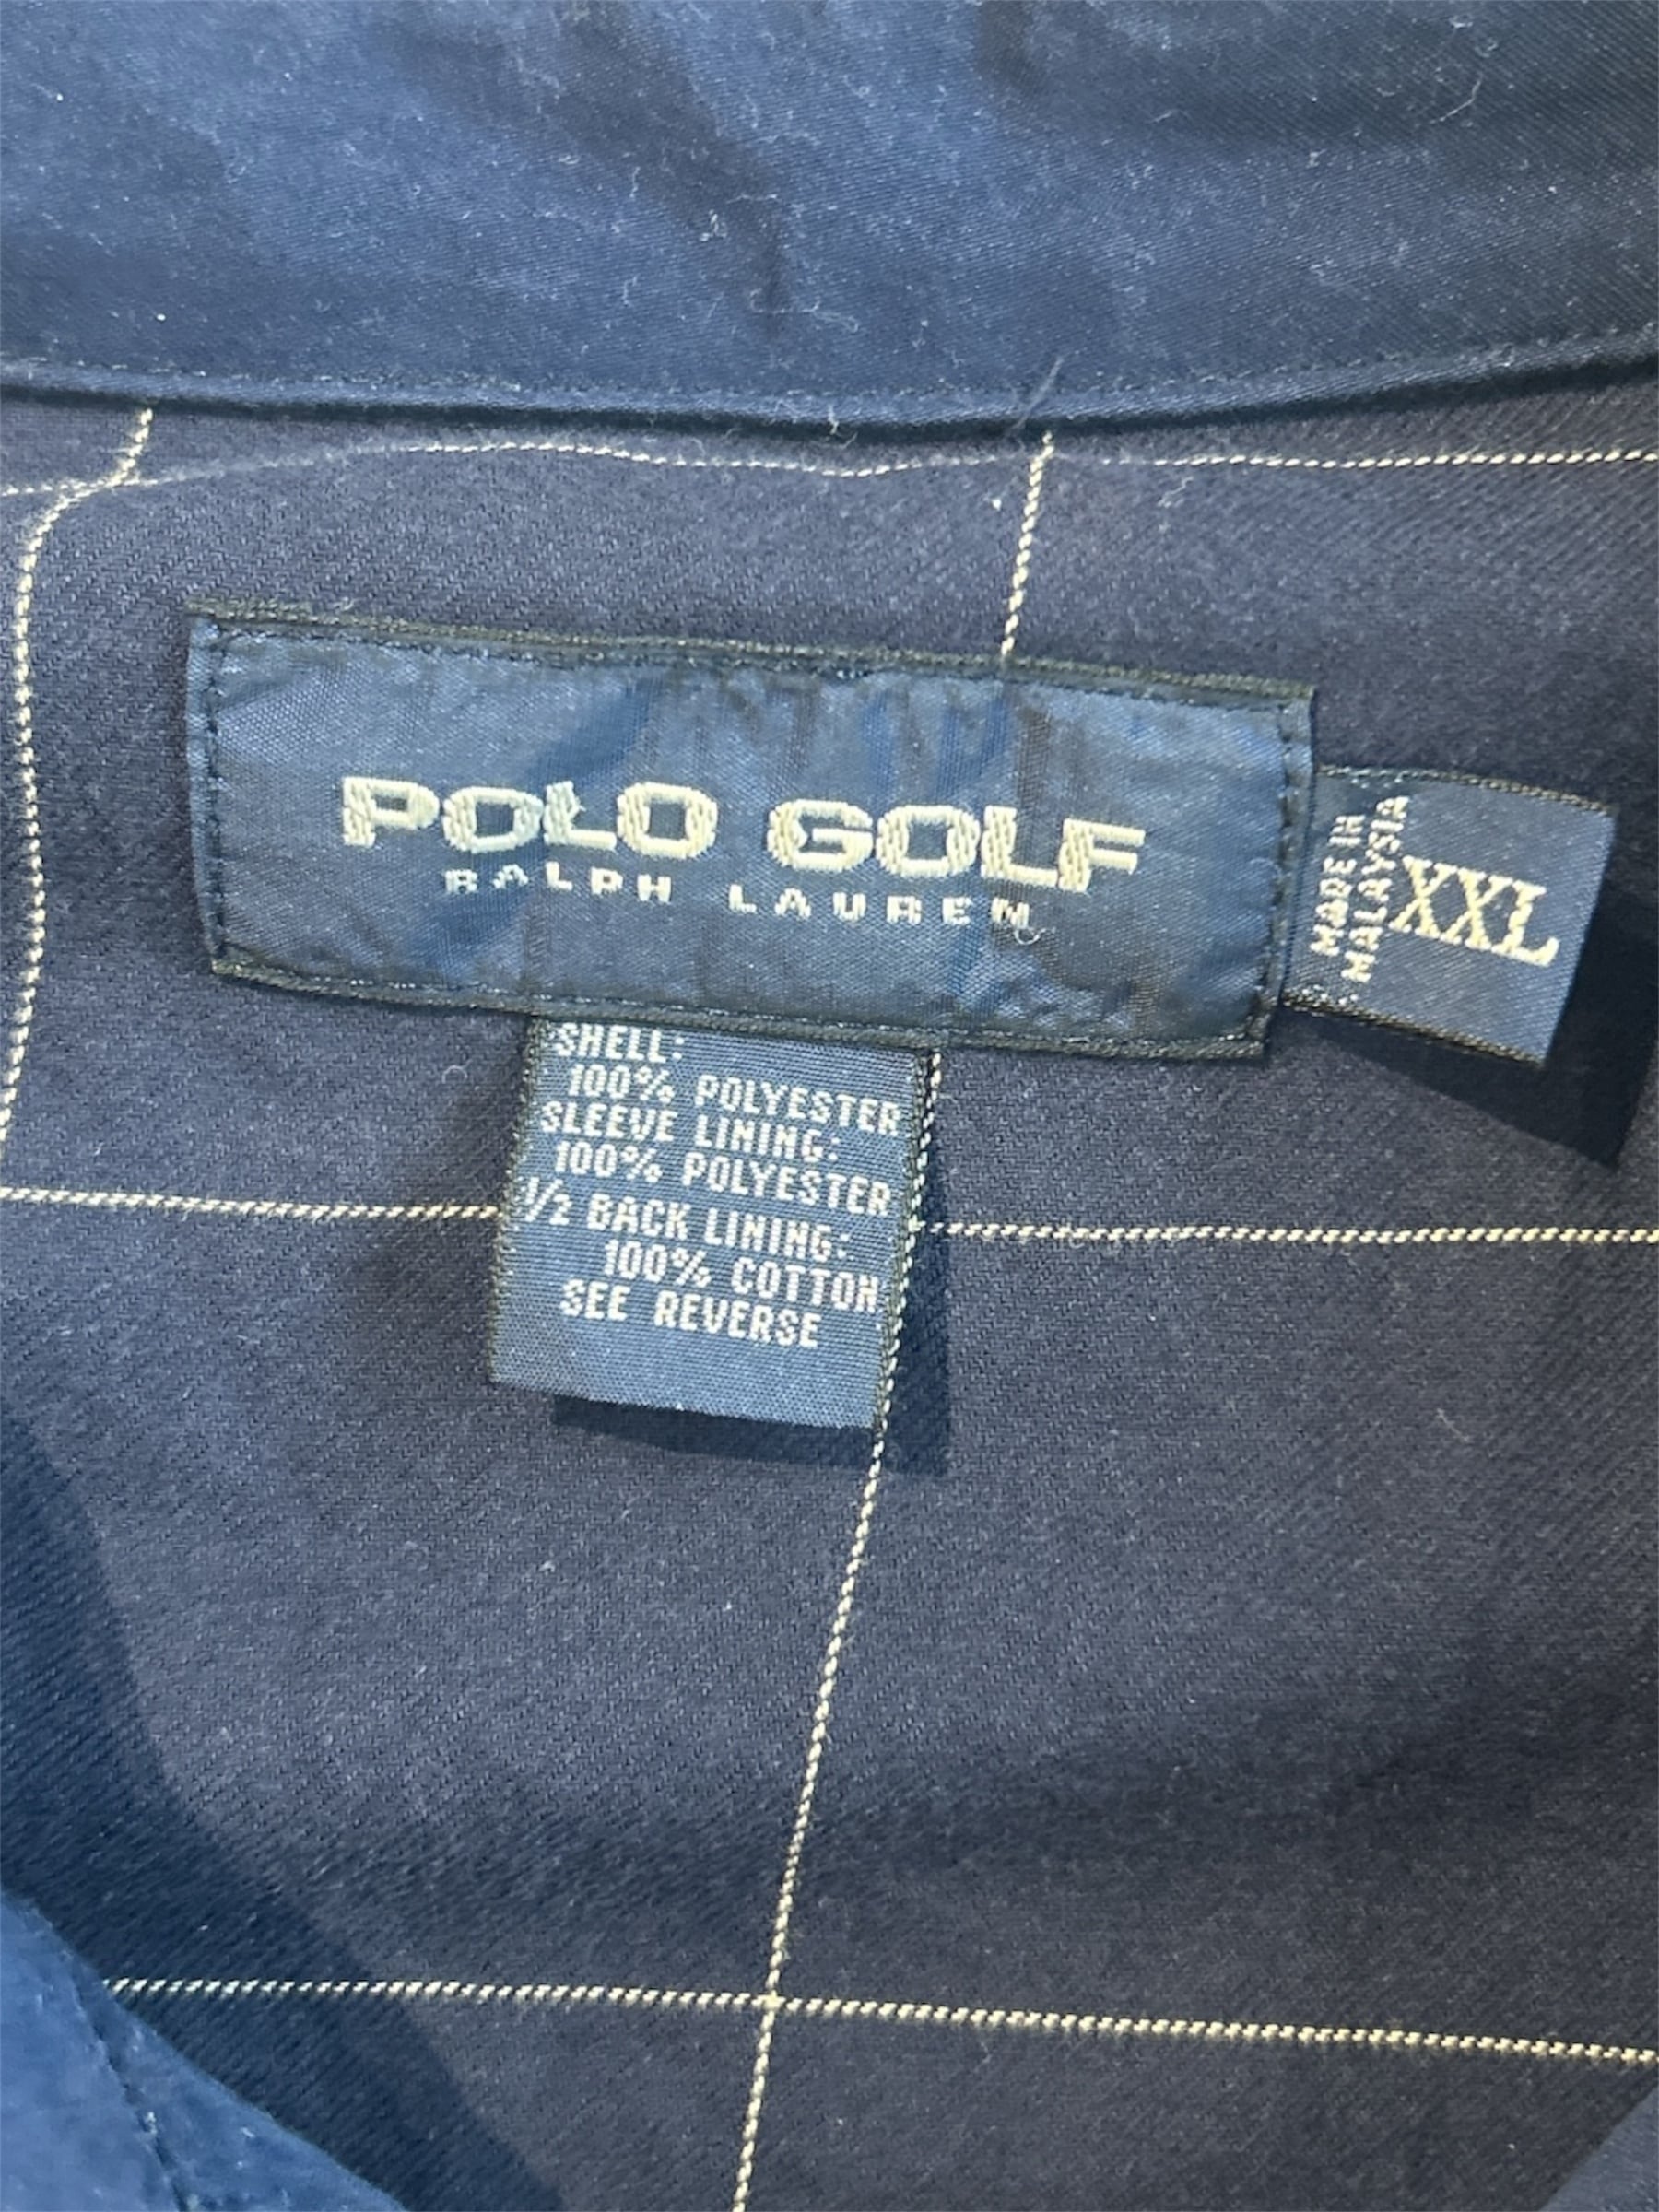 POLO GOLF
RALPH LAUREN
MADE IN
MALAYSIA
XXL
SHELL:
100% POLYESTER
SLEEVE LINING:
100% POLYESTER
1/2 BACK LINING:
100% COTTON
SEE REVERSE